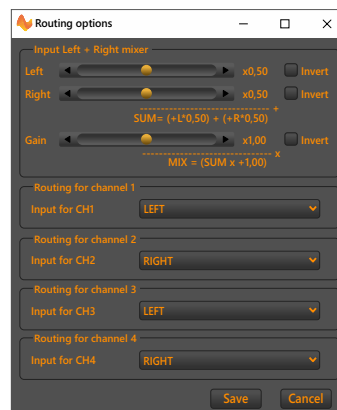 Routing options
Input Left + Right mixer
Left x0,50 Invert
Right x0,50 Invert
------------------------------- +
SUM= (+L*0,50) + (+R*0,50)
Gain x1,00 Invert
------------------------------- x
MIX = (SUM x +1,00)
Routing for channel 1
Input for CH1 LEFT
Routing for channel 2
Input for CH2 RIGHT
Routing for channel 3
Input for CH3 LEFT
Routing for channel 4
Input for CH4 RIGHT
Save Cancel